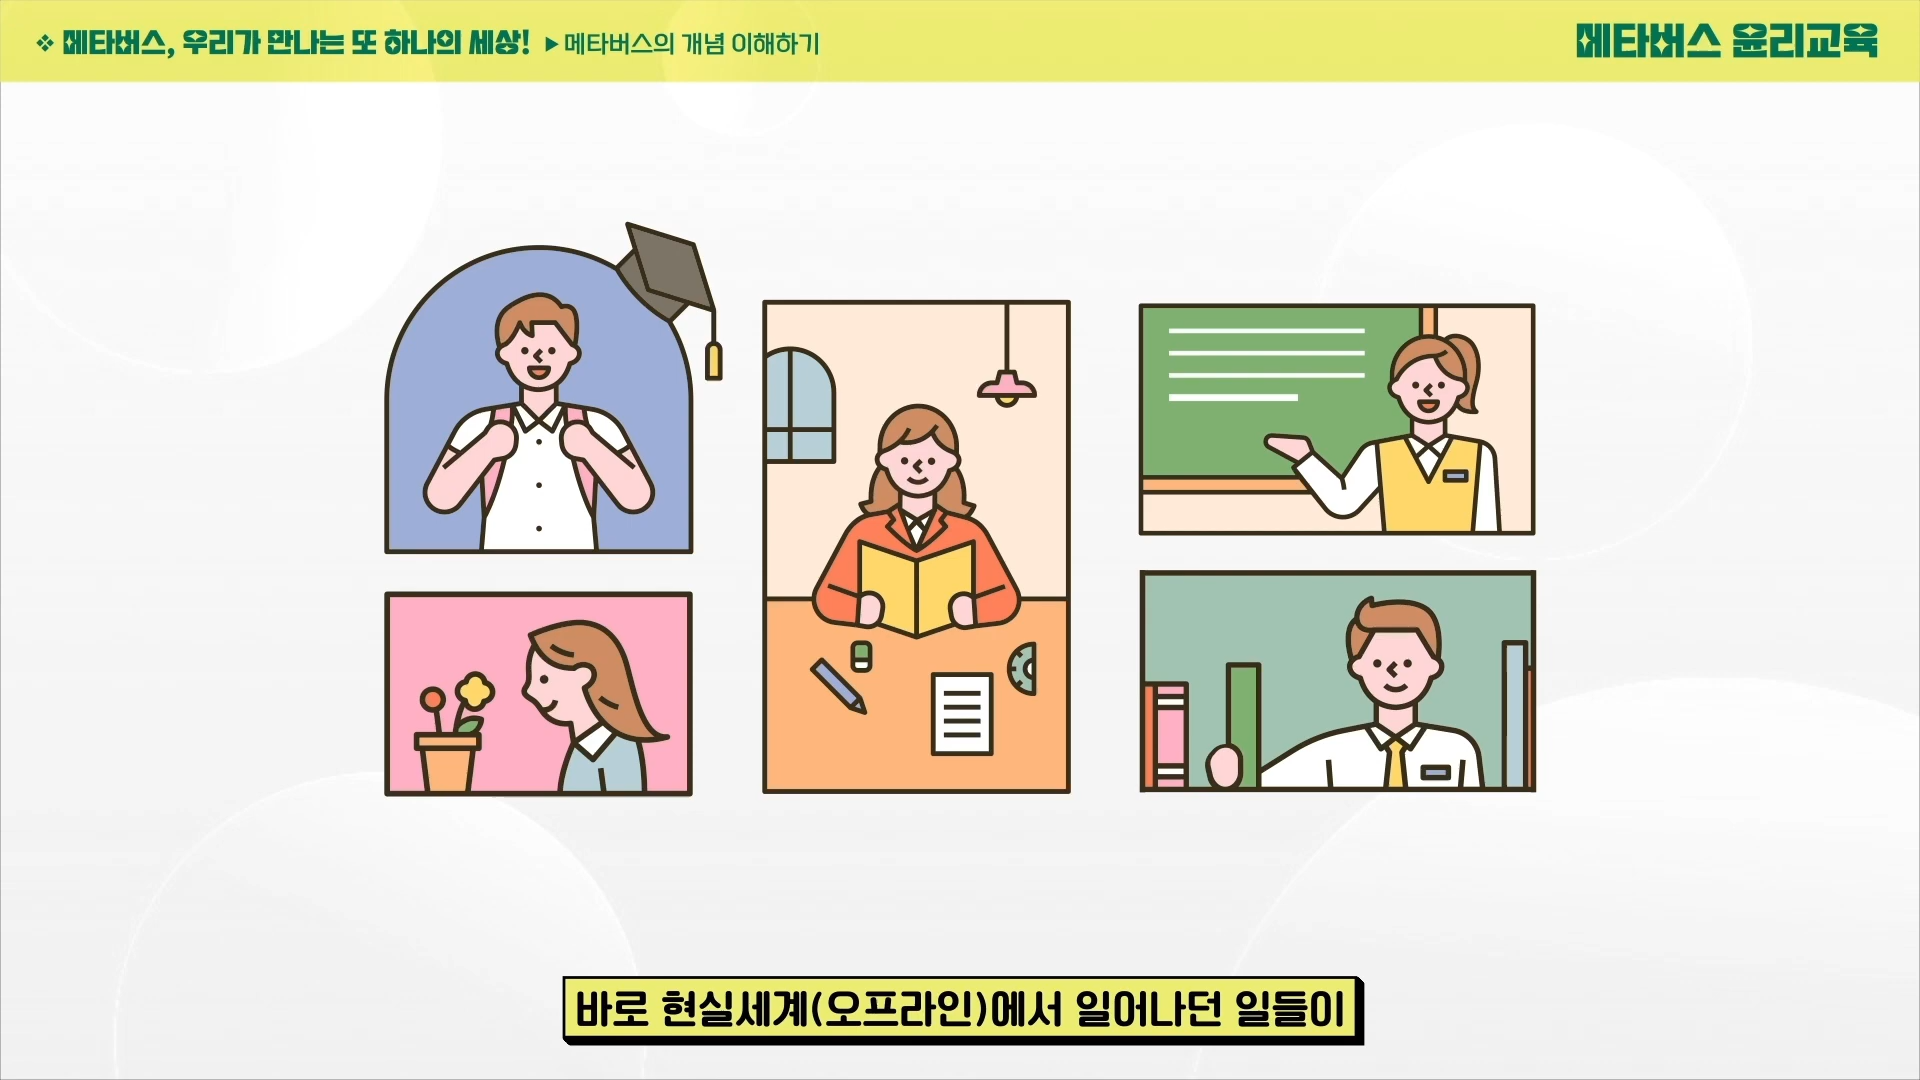 ❖ 메타버스, 우리가 만나는 또 하나의 세상! ▶메타버스의 개념 이해하기
메타버스 윤리교육
바로 현실세계(오프라인)에서 일어나던 일들이